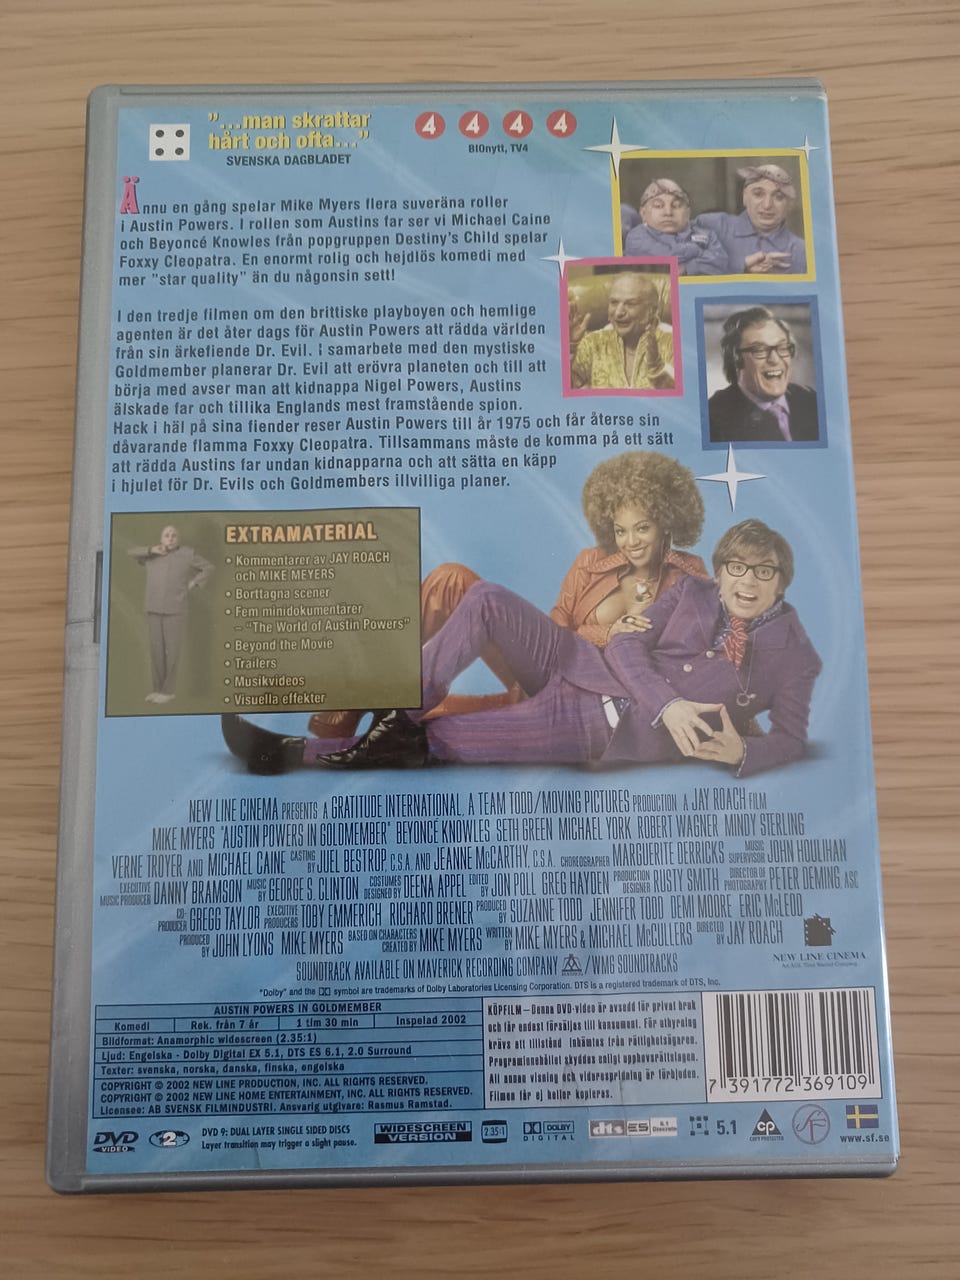 "...man skrattar
hårt och ofta..."
SVENSKA DAGBLADET
4 4 4 4
BIOnytt, TV4
Ännu en gång spelar Mike Myers flera suveräna roller
i Austin Powers. I rollen som Austins far ser vi Michael Caine
och Beyoncé Knowles från popgruppen Destiny's Child spelar
Foxxy Cleopatra. En enormt rolig och hejdlös komedi med
mer "star quality" än du någonsin sett!
I den tredje filmen om den brittiske playboyen och hemlige
agenten är det åter dags för Austin Powers att rädda världen
från sin ärkefiende Dr. Evil. I samarbete med den mystiske
Goldmember planerar Dr. Evil att erövra planeten och till att
börja med avser man att kidnappa Nigel Powers, Austins
älskade far och tillika Englands mest framstående spion.
Hack i häl på sina fiender reser Austin Powers till år 1975 och får återse sin
dåvarande flamma Foxxy Cleopatra. Tillsammans måste de komma på ett sätt
att rädda Austins far undan kidnapparna och att sätta en käpp
i hjulet för Dr. Evils och Goldmembers illvilliga planer.
EXTRAMATERIAL
• Kommentarer av JAY ROACH
och MIKE MEYERS
• Borttagna scener
• Fem minidokumentärer
– "The World of Austin Powers"
• Beyond the Movie
• Trailers
• Musikvideos
• Visuella effekter
NEW LINE CINEMA PRESENTS A GRATITUDE INTERNATIONAL, A TEAM TODD/MOVING PICTURES PRODUCTION A JAY ROACH FILM
MIKE MYERS "AUSTIN POWERS IN GOLDMEMBER" BEYONCÉ KNOWLES SETH GREEN MICHAEL YORK ROBERT WAGNER MINDY STERLING
VERNE TROYER AND MICHAEL CAINE CASTING BY JUEL BESTROP, C.S.A. AND JEANNE McCARTHY, C.S.A. CHOREOGRAPHER MARGUERITE DERRICKS MUSIC SUPERVISOR JOHN HOULIHAN
EXECUTIVE MUSIC PRODUCER DANNY BRAMSON MUSIC BY GEORGE S. CLINTON COSTUMES DESIGNED BY DEENA APPEL EDITED BY JON POLL GREG HAYDEN PRODUCTION DESIGNER RUSTY SMITH DIRECTOR OF PHOTOGRAPHY PETER DEMING, ASC
CO-PRODUCER GREGG TAYLOR EXECUTIVE PRODUCERS TOBY EMMERICH RICHARD BRENER PRODUCED BY SUZANNE TODD JENNIFER TODD DEMI MOORE ERIC McLEOD
PRODUCED BY JOHN LYONS MIKE MYERS BASED ON CHARACTERS CREATED BY MIKE MYERS WRITTEN BY MIKE MYERS & MICHAEL McCULLERS DIRECTED BY JAY ROACH
NEW LINE CINEMA
An AOL Time Warner Company
SOUNDTRACK AVAILABLE ON MAVERICK RECORDING COMPANY /WMG SOUNDTRACKS
"Dolby" and the DD symbol are trademarks of Dolby Laboratories Licensing Corporation. DTS is a registered trademark of DTS, Inc.
AUSTIN POWERS IN GOLDMEMBER
Komedi Rek. från 7 år 1 tim 30 min Inspelad 2002
Bildformat: Anamorphic widescreen (2.35:1)
Ljud: Engelska - Dolby Digital EX 5.1, DTS ES 6.1, 2.0 Surround
Texter: svenska, norska, danska, finska, engelska
COPYRIGHT © 2002 NEW LINE PRODUCTION, INC. ALL RIGHTS RESERVED.
COPYRIGHT © 2002 NEW LINE HOME ENTERTAINMENT, INC. ALL RIGHTS RESERVED.
Licensee: AB SVENSK FILMINDUSTRI. Ansvarig utgivare: Rasmus Ramstad.
KÖPFILM – Denna DVD-video är avsedd för privat bruk
och får endast försäljas till konsument. För uthyrning
krävs att tillstånd inhämtas från rättighetsägaren.
Programinnehållet skyddas enligt upphovsrättslagen.
All annan visning och vidarespridning är förbjuden.
Filmen får ej heller kopieras.
7 391772 369109
DVD VIDEO
2
DVD 9: DUAL LAYER SINGLE SIDED DISCS
Layer transition may trigger a slight pause.
WIDESCREEN
VERSION
2.35:1
DOLBY
DIGITAL
dts ES 6.1 Discrete
5.1
CP
COPY PROTECTED
SF
www.sf.se